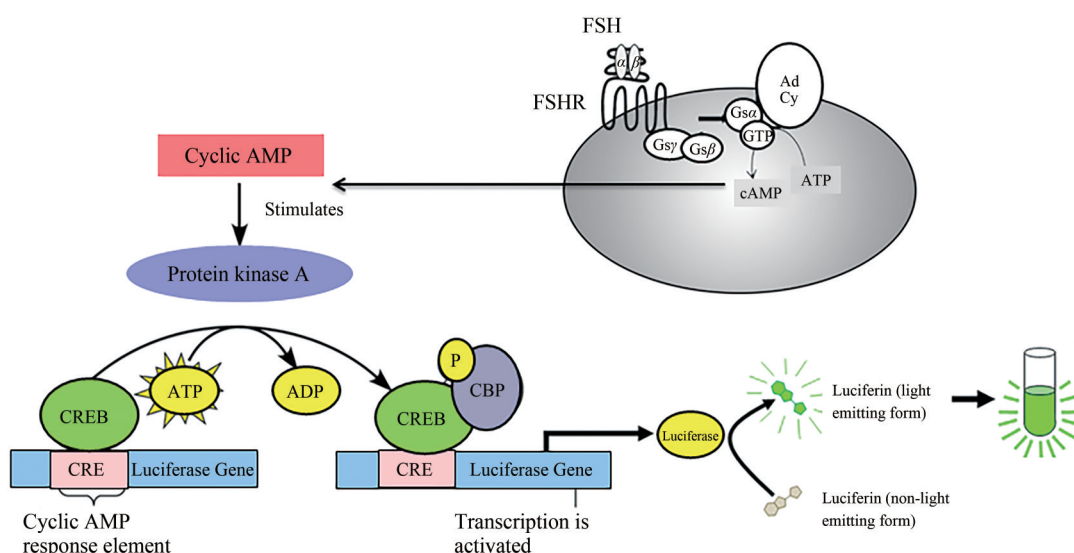 FSH
α β
FSHR
Ad
Cy
Gsα
GTP
Gsγ
Gsβ
cAMP
ATP
Cyclic AMP
Stimulates
Protein kinase A
CREB
ATP
ADP
P
CBP
CREB
CRE
Luciferase Gene
CRE
Luciferase Gene
Cyclic AMP
response element
Transcription is
activated
Luciferase
Luciferin (light
emitting form)
Luciferin (non-light
emitting form)